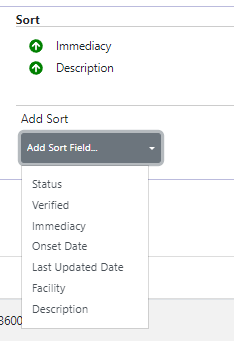 Sort
Immediacy
Description
Add Sort
Add Sort Field...
Status
Verified
Immediacy
Onset Date
Last Updated Date
Facility
Description
3600